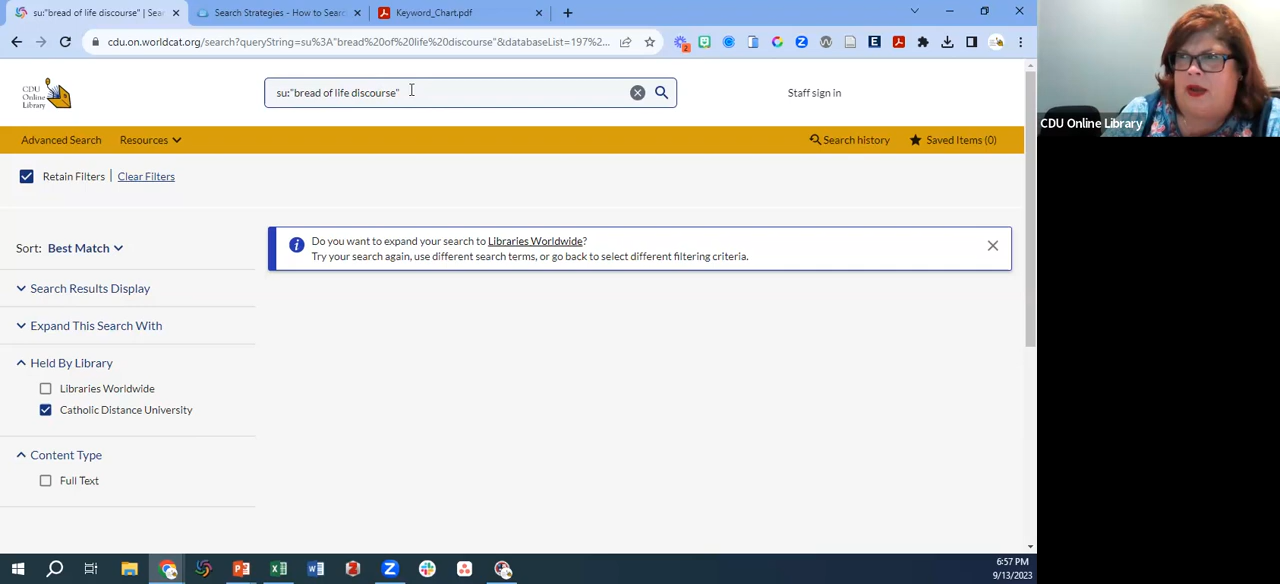 su:"bread of life discourse" | Sear
Search Strategies - How to Searc
Keyword_Chart.pdf
cdu.on.worldcat.org/search?queryString=su%3A"bread%20of%20life%20discourse"&databaseList=197%2...
CDU
Online
Library
su:"bread of life discourse"
Staff sign in
Advanced Search
Resources
Search history
Saved Items (0)
Retain Filters
Clear Filters
Sort: Best Match
Do you want to expand your search to Libraries Worldwide?
Try your search again, use different search terms, or go back to select different filtering criteria.
Search Results Display
Expand This Search With
Held By Library
Libraries Worldwide
Catholic Distance University
Content Type
Full Text
CDU Online Library
6:57 PM
9/13/2023